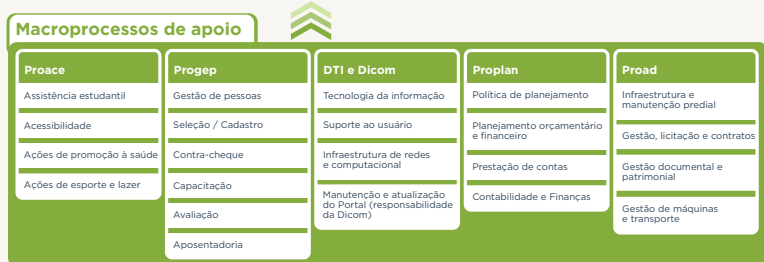 Macroprocessos de apoio
Proace
Assistência estudantil
Acessibilidade
Ações de promoção à saúde
Ações de esporte e lazer
Progep
Gestão de pessoas
Seleção / Cadastro
Contra-cheque
Capacitação
Avaliação
Aposentadoria
DTI e Dicom
Tecnologia da informação
Suporte ao usuário
Infraestrutura de redes
e computacional
Manutenção e atualização
do Portal (responsabilidade
da Dicom)
Proplan
Política de planejamento
Planejamento orçamentário
e financeiro
Prestação de contas
Contabilidade e Finanças
Proad
Infraestrutura e
manutenção predial
Gestão, licitação e contratos
Gestão documental e
patrimonial
Gestão de máquinas
e transporte